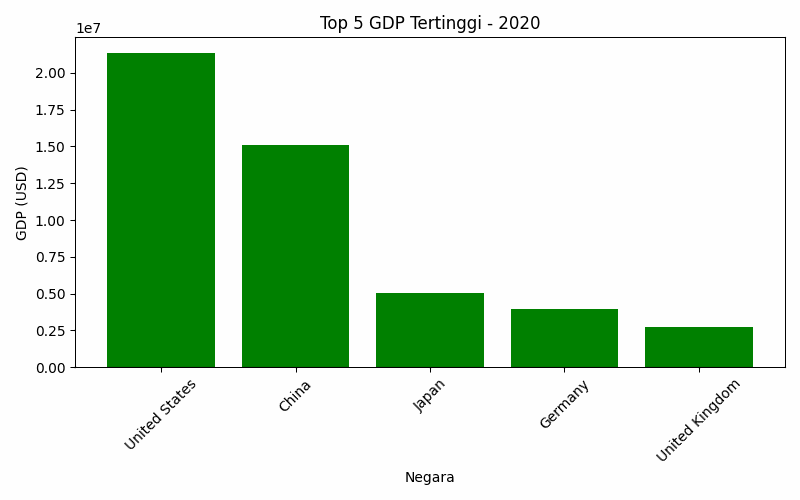 Top 5 GDP Tertinggi - 2020
1e7
2.00
1.75
1.50
1.25
1.00
0.75
0.50
0.25
0.00
GDP (USD)
United States
China
Japan
Germany
United Kingdom
Negara